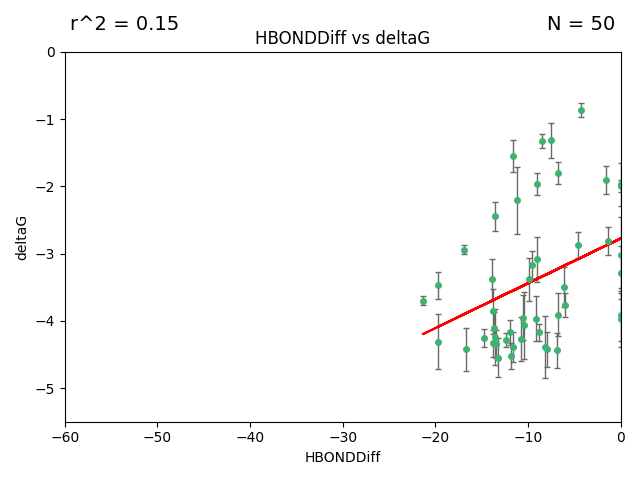 r^2 = 0.15
N = 50
HBONDDiff vs deltaG
0
−1
−2
−3
−4
−5
deltaG
−60 −50 −40 −30 −20 −10 0
HBONDDiff